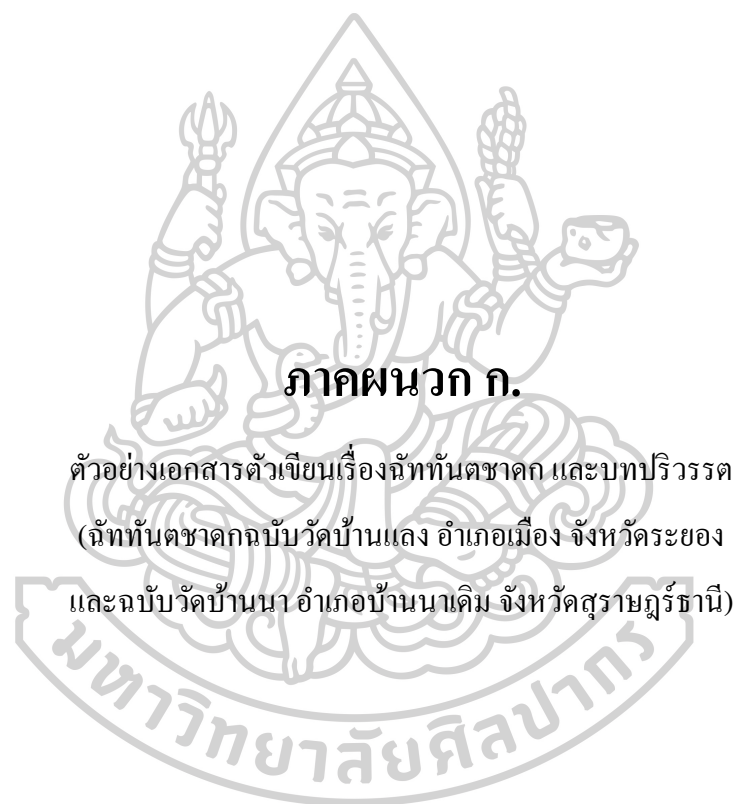 ภาคผนวก ก.
ตัวอย่างเอกสารตัวเขียนเรื่องฉัททันตชาดก และบทปริวรรต
(ฉัททันตชาดกฉบับวัดบ้านแลง อำเภอเมือง จังหวัดระยอง
และฉบับวัดบ้านนา อำเภอบ้านนาเดิม จังหวัดสุราษฎร์ธานี)
มหาวิทยาลัยศิลปากร